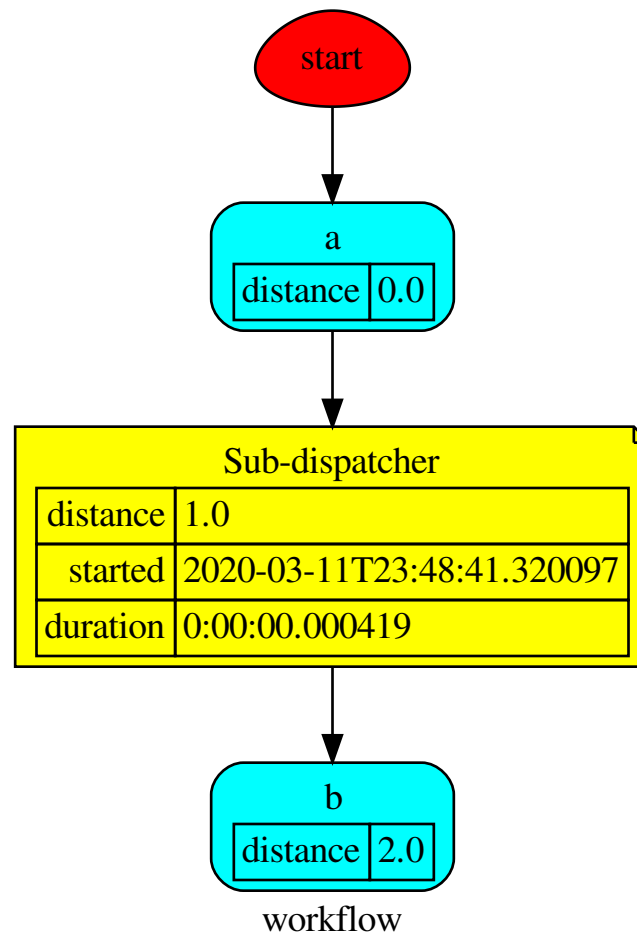 start
a
distance 0.0
Sub-dispatcher
distance 1.0
started 2020-03-11T23:48:41.320097
duration 0:00:00.000419
b
distance 2.0
workflow